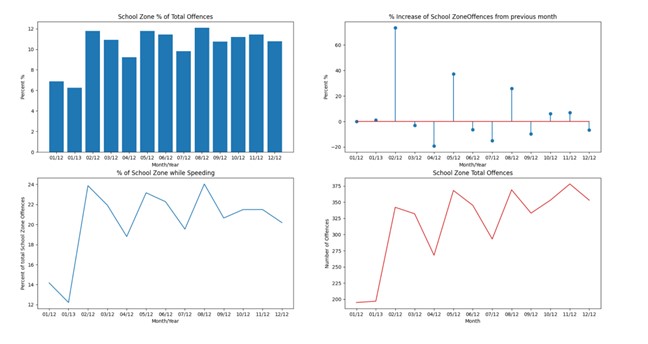 School Zone % of Total Offences
Percent %
12
10
8
6
4
2
0
01/12 01/13 02/12 03/12 04/12 05/12 06/12 07/12 08/12 09/12 10/12 11/12 12/12
Month/Year
% Increase of School ZoneOffences from previous month
Percent %
60
40
20
0
−20
01/12 01/13 02/12 03/12 04/12 05/12 06/12 07/12 08/12 09/12 10/12 11/12 12/12
Month/Year
% of School Zone while Speeding
Percent of total School Zone Offences
24
22
20
18
16
14
12
01/12 01/13 02/12 03/12 04/12 05/12 06/12 07/12 08/12 09/12 10/12 11/12 12/12
Month/Year
School Zone Total Offences
Number of Offences
375
350
325
300
275
250
225
200
01/12 01/13 02/12 03/12 04/12 05/12 06/12 07/12 08/12 09/12 10/12 11/12 12/12
Month